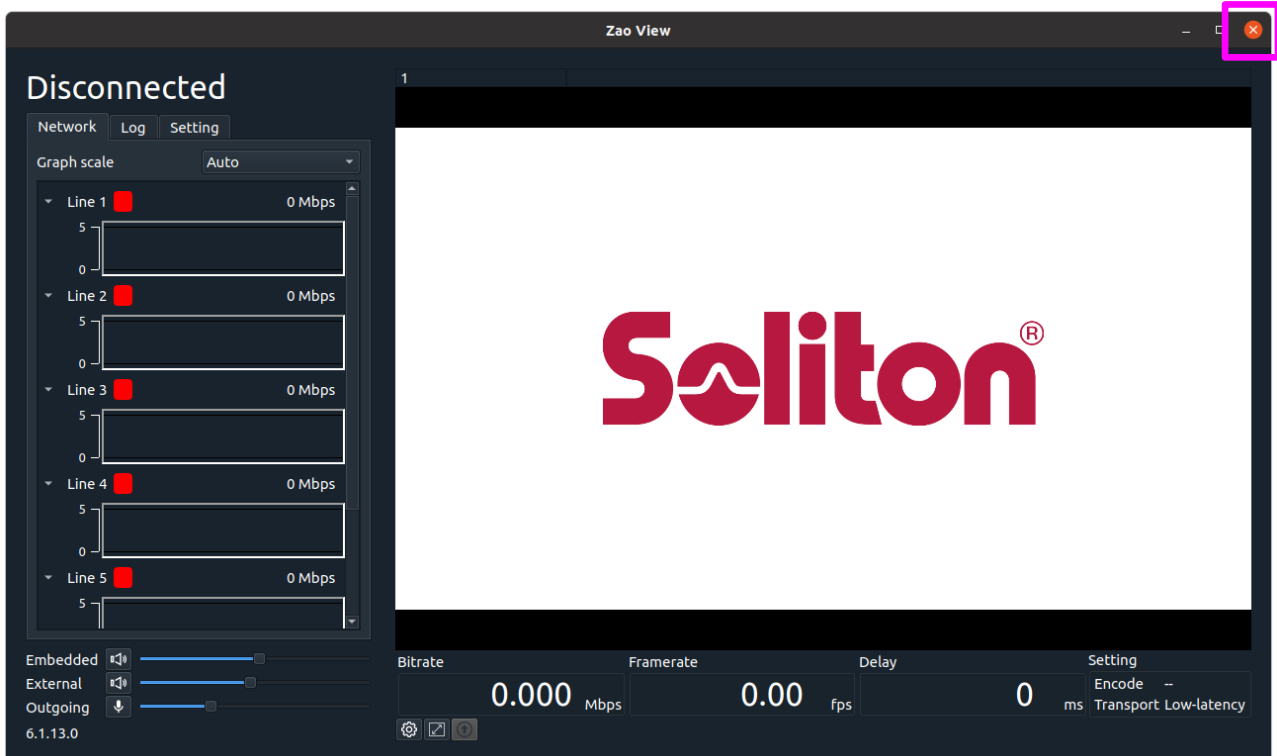 Zao View
Disconnected
Network Log Setting
Graph scale Auto
Line 1 0 Mbps
5
0
Line 2 0 Mbps
5
0
Line 3 0 Mbps
5
0
Line 4 0 Mbps
5
0
Line 5 0 Mbps
5
Embedded
External
Outgoing
6.1.13.0
1
Soliton®
Bitrate Framerate Delay Setting
0.000 Mbps 0.00 fps 0 ms
Encode --
Transport Low-latency